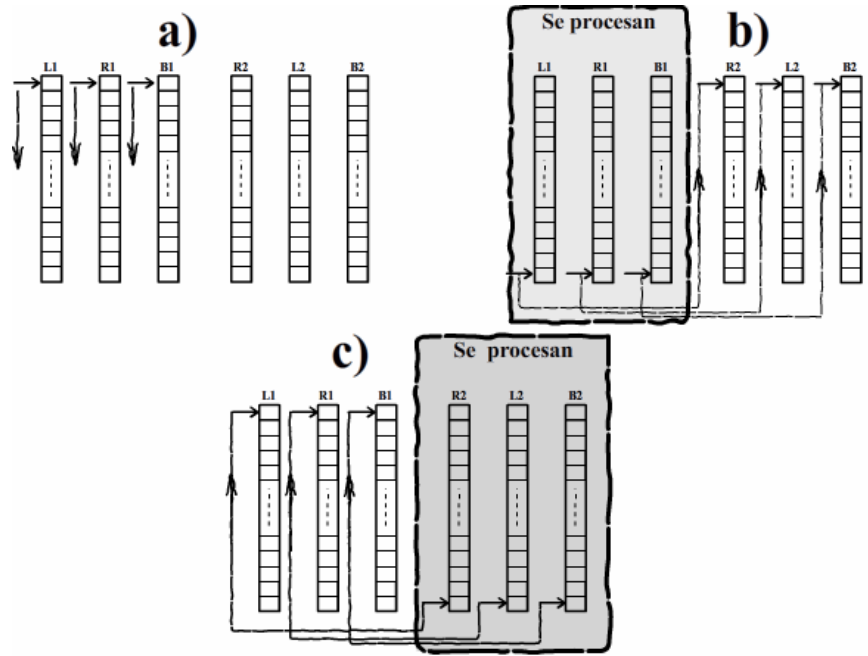 a)
L1 R1 B1 R2 L2 B2
Se procesan
b)
L1 R1 B1 R2 L2 B2
c)
Se procesan
L1 R1 B1 R2 L2 B2